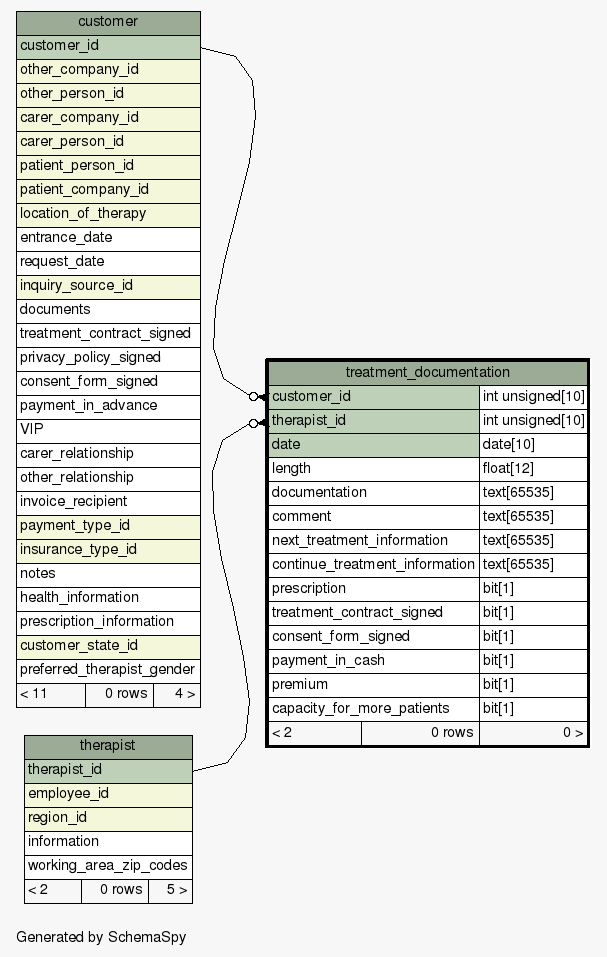 customer
customer_id
other_company_id
other_person_id
carer_company_id
carer_person_id
patient_person_id
patient_company_id
location_of_therapy
entrance_date
request_date
inquiry_source_id
documents
treatment_contract_signed
privacy_policy_signed
consent_form_signed
payment_in_advance
VIP
carer_relationship
other_relationship
invoice_recipient
payment_type_id
insurance_type_id
notes
health_information
prescription_information
customer_state_id
preferred_therapist_gender
< 11 0 rows 4 >
treatment_documentation
customer_id int unsigned[10]
therapist_id int unsigned[10]
date date[10]
length float[12]
documentation text[65535]
comment text[65535]
next_treatment_information text[65535]
continue_treatment_information text[65535]
prescription bit[1]
treatment_contract_signed bit[1]
consent_form_signed bit[1]
payment_in_cash bit[1]
premium bit[1]
capacity_for_more_patients bit[1]
< 2 0 rows 0 >
therapist
therapist_id
employee_id
region_id
information
working_area_zip_codes
< 2 0 rows 5 >
Generated by SchemaSpy